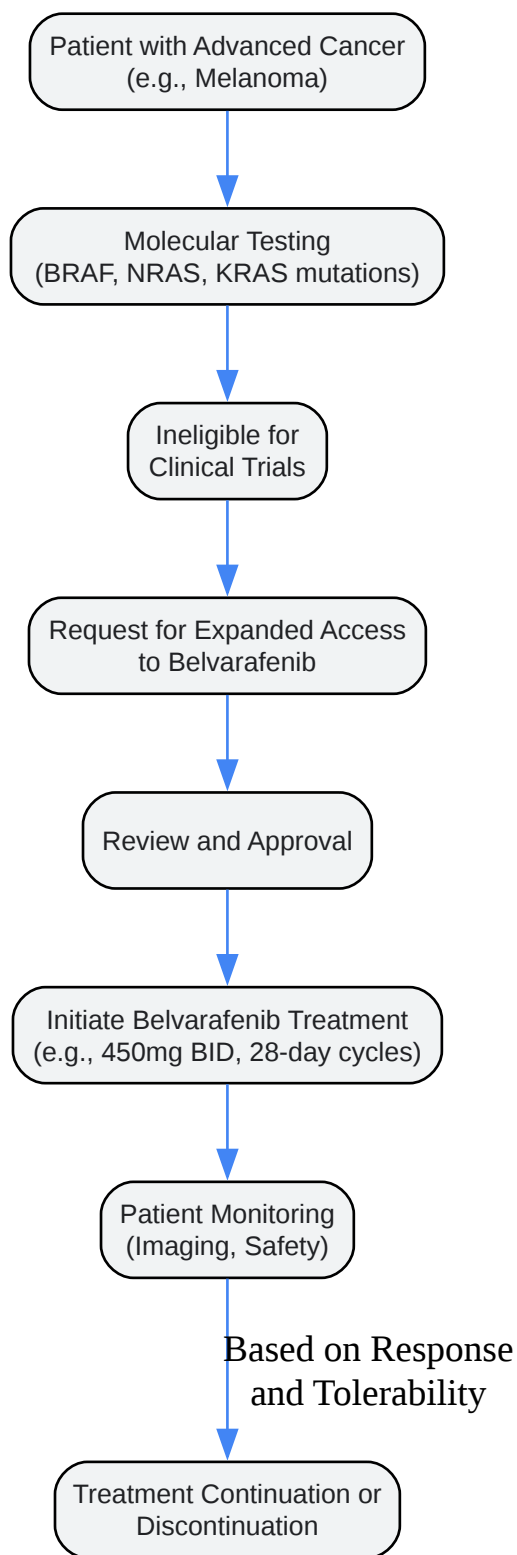 Patient with Advanced Cancer
(e.g., Melanoma)
Molecular Testing
(BRAF, NRAS, KRAS mutations)
Ineligible for
Clinical Trials
Request for Expanded Access
to Belvarafenib
Review and Approval
Initiate Belvarafenib Treatment
(e.g., 450mg BID, 28-day cycles)
Patient Monitoring
(Imaging, Safety)
Based on Response
and Tolerability
Treatment Continuation or
Discontinuation